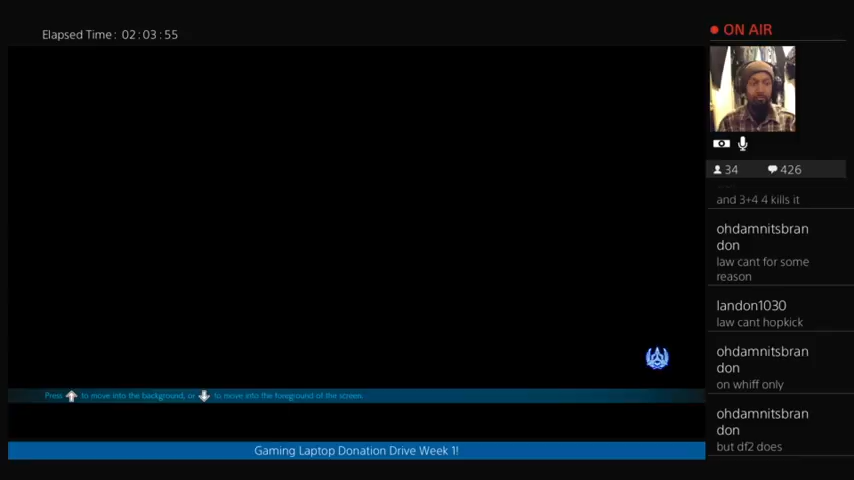 Elapsed Time: 02:03:55
ON AIR
34 426
and 3+4 4 kills it
ohdamnitsbran
don
law cant for some
reason
landon1030
law cant hopkick
ohdamnitsbran
don
on whiff only
ohdamnitsbran
don
but df2 does
Press to move into the background, or to move into the foreground of the screen.
Gaming Laptop Donation Drive Week 1!